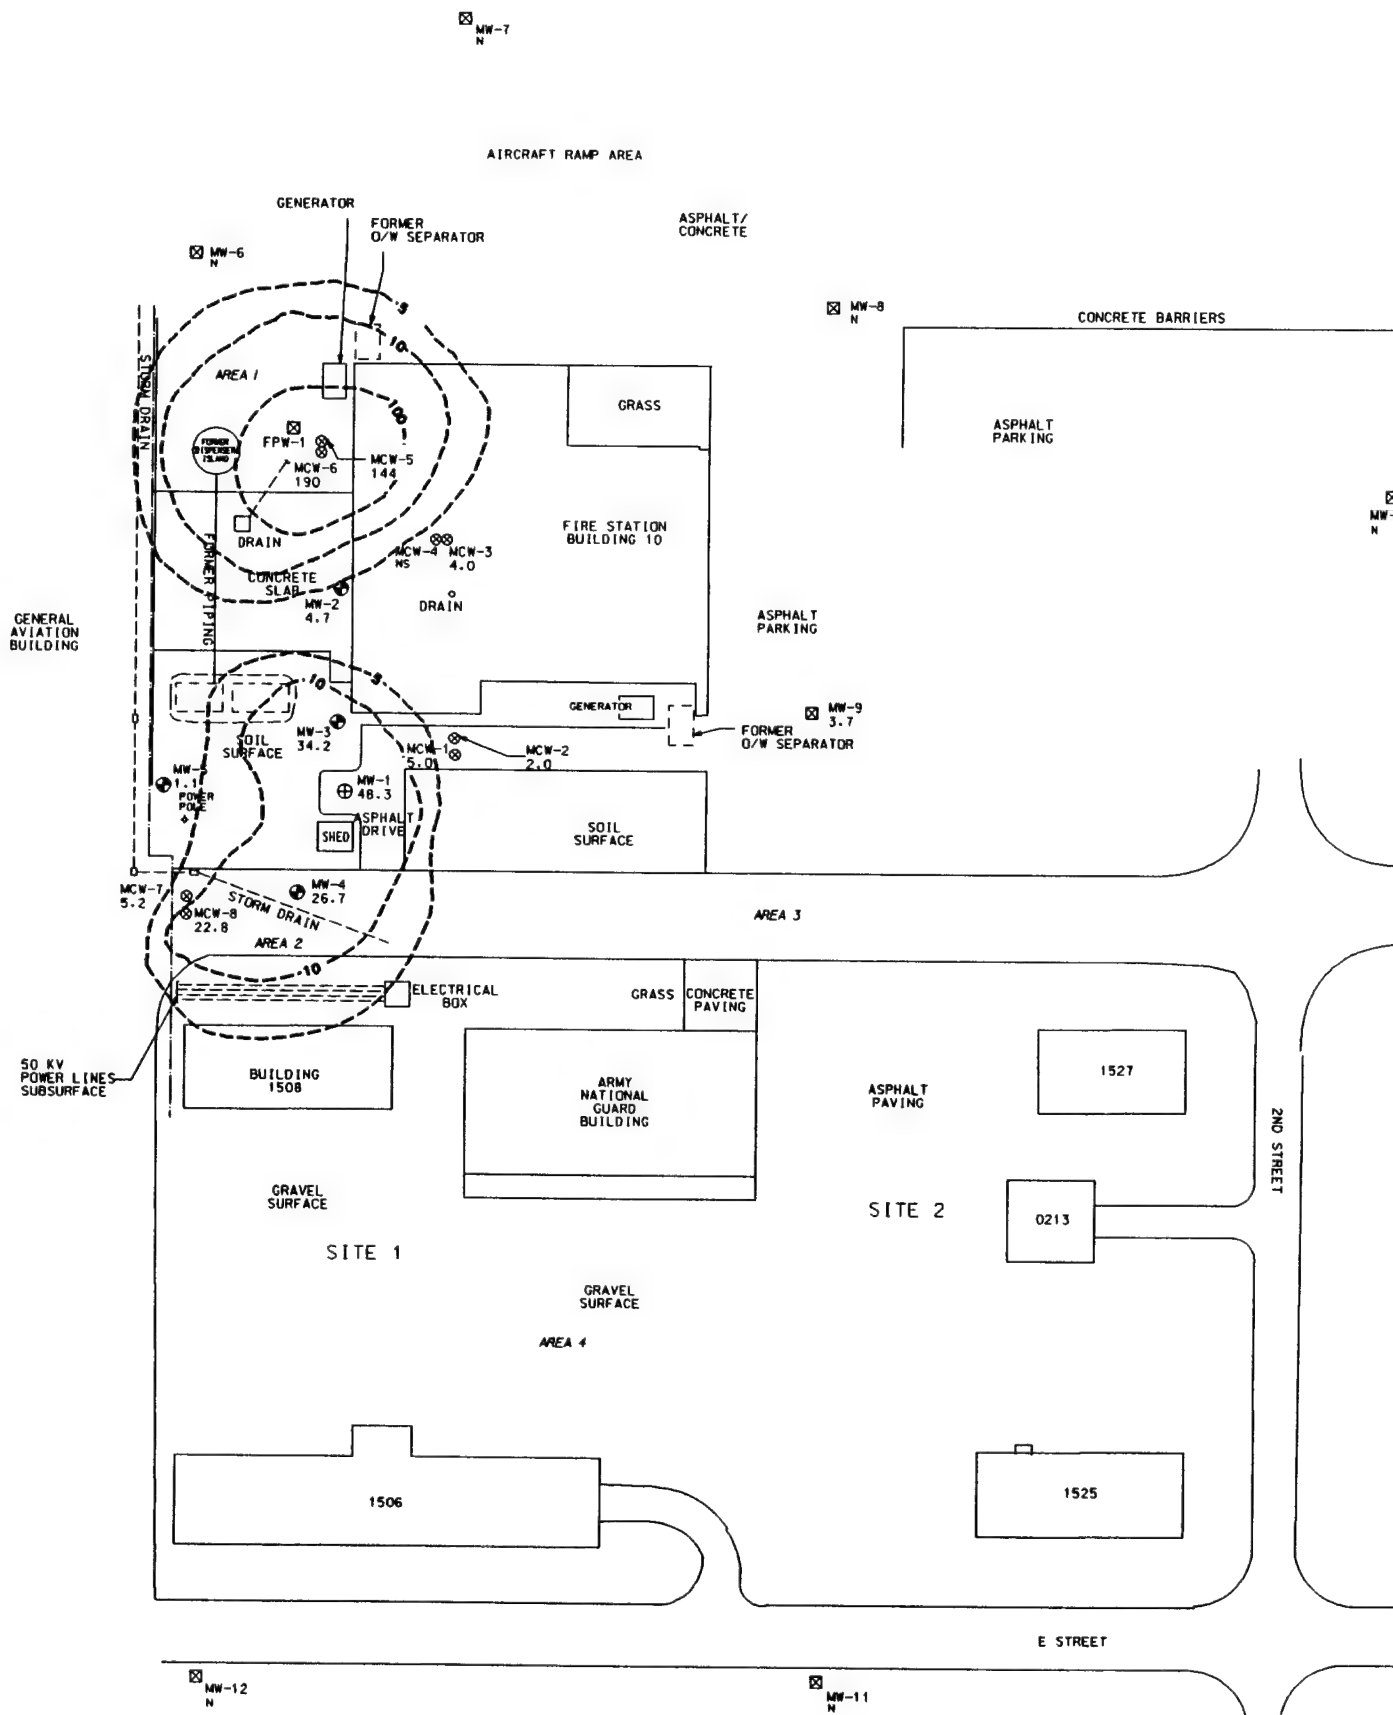 MW-7
N
AIRCRAFT RAMP AREA
GENERATOR
FORMER
O/W SEPARATOR
ASPHALT/
CONCRETE
MW-6
N
5
MW-8
N
CONCRETE BARRIERS
10
STORM DRAIN
AREA 1
100
GRASS
ASPHALT
PARKING
FORMER
DISPENSER
ISLAND
FPW-1
MCW-5
144
MCW-6
190
MW-
N
FIRE STATION
BUILDING 10
DRAIN
MCW-4
NS
MCW-3
4.0
FORMER PIPING
CONCRETE
SLAB
MW-2
4.7
DRAIN
GENERAL
AVIATION
BUILDING
ASPHALT
PARKING
10
5
GENERATOR
MW-9
3.7
SOIL
SURFACE
MW-3
34.2
FORMER
O/W SEPARATOR
MCW-1
5.0
MCW-2
2.0
MW-5
1.1
POWER
POLE
MW-1
48.3
ASPHALT
DRIVE
SHED
SOIL
SURFACE
MCW-7
5.2
MW-4
26.7
STORM DRAIN
MCW-8
22.8
AREA 3
AREA 2
10
ELECTRICAL
BOX
GRASS
CONCRETE
PAVING
50 KV
POWER LINES
SUBSURFACE
BUILDING
1508
ARMY
NATIONAL
GUARD
BUILDING
ASPHALT
PAVING
1527
2ND STREET
GRAVEL
SURFACE
SITE 2
0213
SITE 1
GRAVEL
SURFACE
AREA 4
1506
1525
E STREET
MW-12
N
MW-11
N